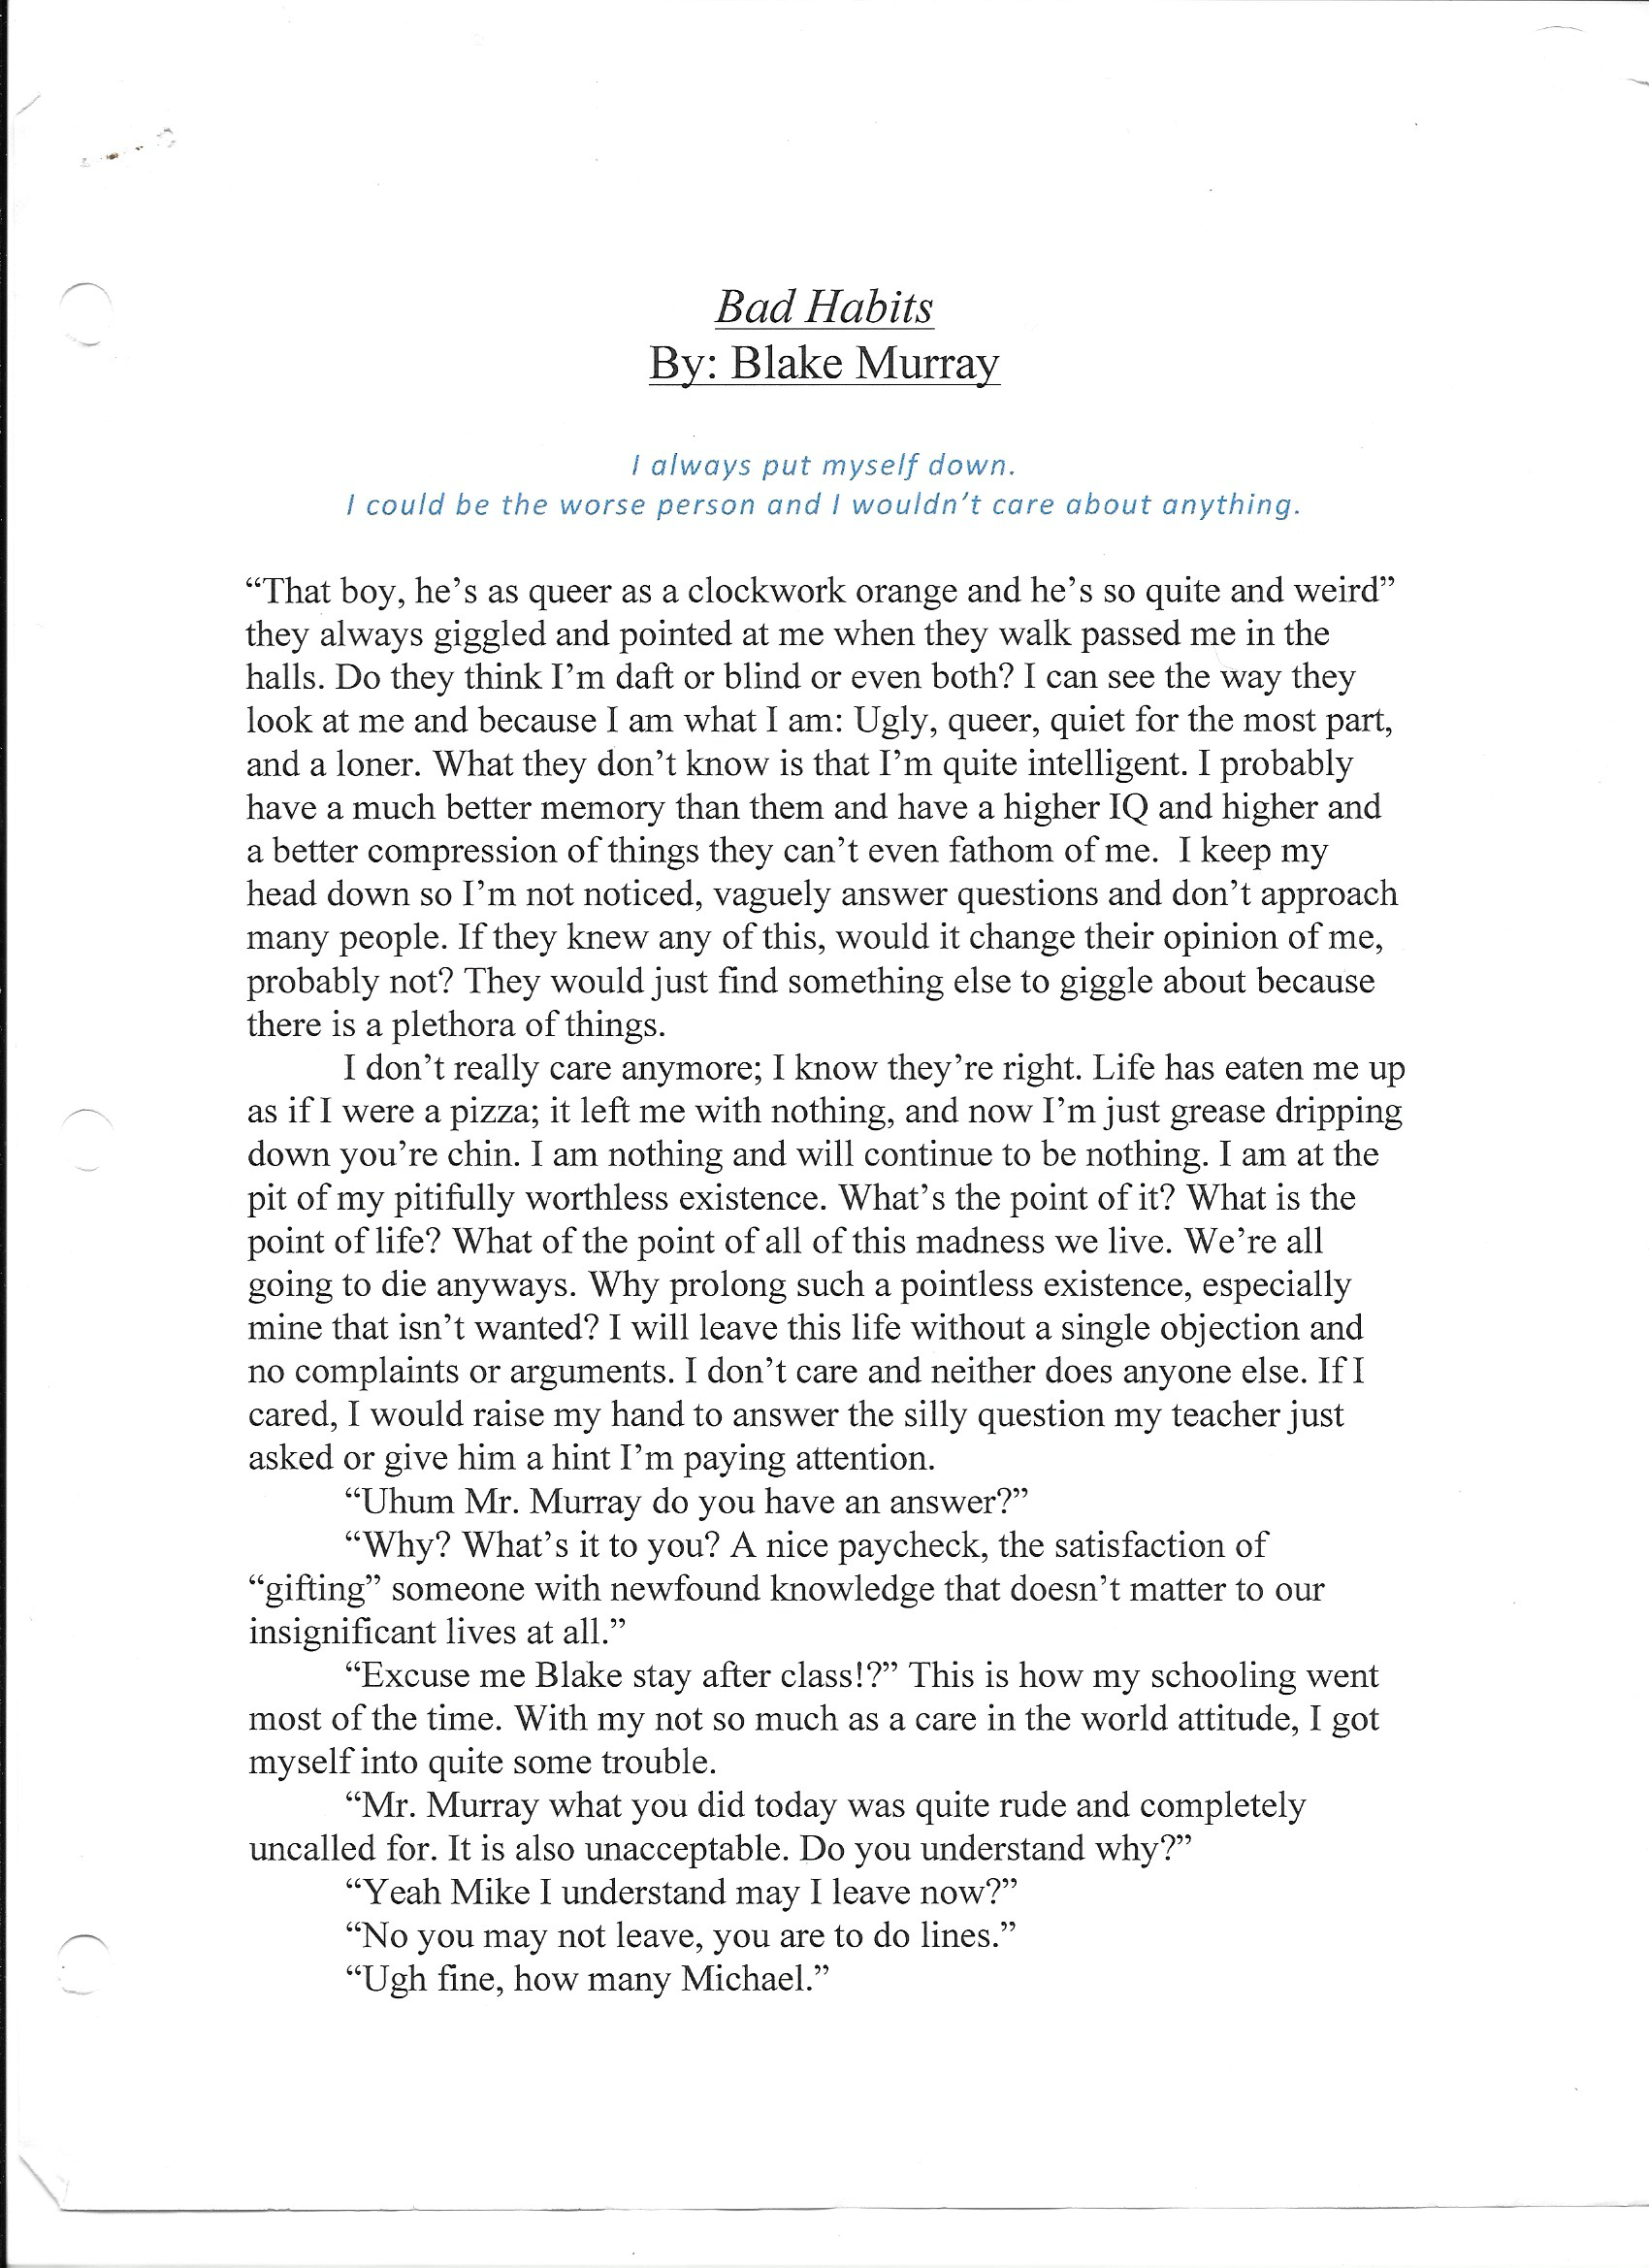 Bad Habits
By: Blake Murray
I always put myself down.
I could be the worse person and I wouldn’t care about anything.
“That boy, he’s as queer as a clockwork orange and he’s so quite and weird”
they always giggled and pointed at me when they walk passed me in the
halls. Do they think I’m daft or blind or even both? I can see the way they
look at me and because I am what I am: Ugly, queer, quiet for the most part,
and a loner. What they don’t know is that I’m quite intelligent. I probably
have a much better memory than them and have a higher IQ and higher and
a better compression of things they can’t even fathom of me.  I keep my
head down so I’m not noticed, vaguely answer questions and don’t approach
many people. If they knew any of this, would it change their opinion of me,
probably not? They would just find something else to giggle about because
there is a plethora of things.
I don’t really care anymore; I know they’re right. Life has eaten me up
as if I were a pizza; it left me with nothing, and now I’m just grease dripping
down you’re chin. I am nothing and will continue to be nothing. I am at the
pit of my pitifully worthless existence. What’s the point of it? What is the
point of life? What of the point of all of this madness we live. We’re all
going to die anyways. Why prolong such a pointless existence, especially
mine that isn’t wanted? I will leave this life without a single objection and
no complaints or arguments. I don’t care and neither does anyone else. If I
cared, I would raise my hand to answer the silly question my teacher just
asked or give him a hint I’m paying attention.
“Uhum Mr. Murray do you have an answer?”
“Why? What’s it to you? A nice paycheck, the satisfaction of
“gifting” someone with newfound knowledge that doesn’t matter to our
insignificant lives at all.”
“Excuse me Blake stay after class!?” This is how my schooling went
most of the time. With my not so much as a care in the world attitude, I got
myself into quite some trouble.
“Mr. Murray what you did today was quite rude and completely
uncalled for. It is also unacceptable. Do you understand why?”
“Yeah Mike I understand may I leave now?”
“No you may not leave, you are to do lines.”
“Ugh fine, how many Michael.”